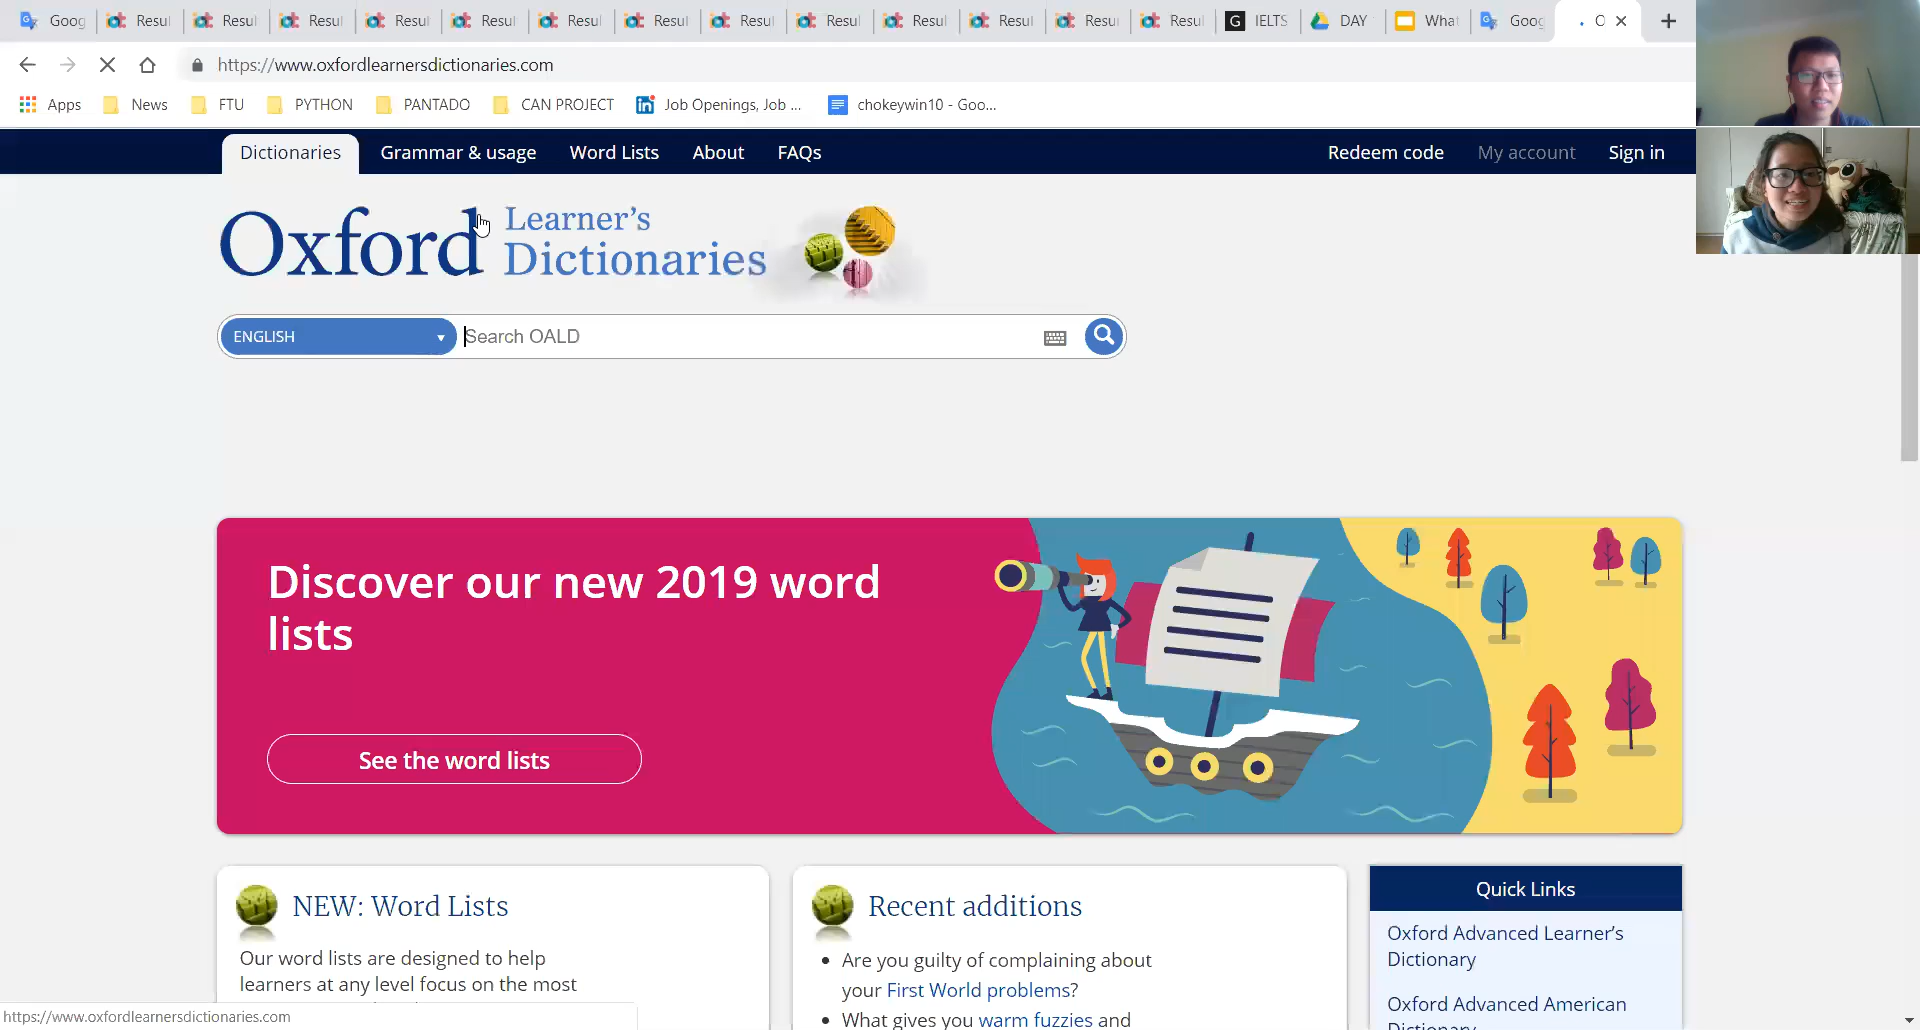 Goog Resul Resul Resul Resul Resul Resul Resul Resul Resul Resul Resul Resul Resul IELTS DAY What Goog O
https://www.oxfordlearnersdictionaries.com
Apps News FTU PYTHON PANTADO CAN PROJECT Job Openings, Job ... chokeywin10 - Goo...
Dictionaries Grammar & usage Word Lists About FAQs Redeem code My account Sign in
Oxford Learner's Dictionaries
ENGLISH Search OALD
Discover our new 2019 word
lists
See the word lists
NEW: Word Lists
Our word lists are designed to help
learners at any level focus on the most
Recent additions
Are you guilty of complaining about
your First World problems?
What gives you warm fuzzies and
Quick Links
Oxford Advanced Learner's
Dictionary
Oxford Advanced American
Dictionary
https://www.oxfordlearnersdictionaries.com